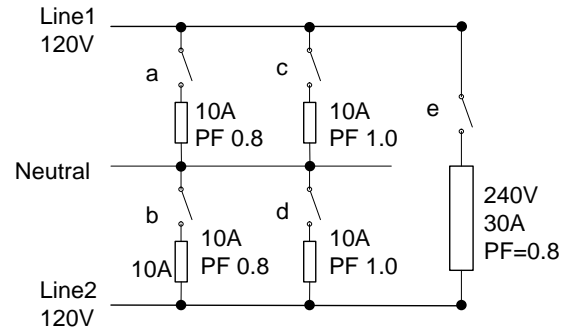 Line1
120V
a
10A
PF 0.8
c
10A
PF 1.0
e
240V
30A
PF=0.8
Neutral
b
10A
PF 0.8
10A
d
10A
PF 1.0
Line2
120V